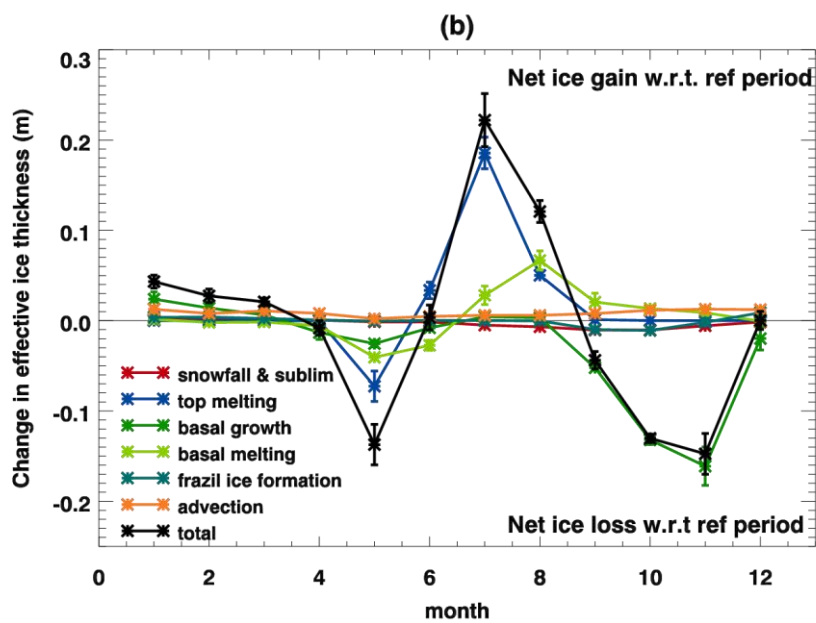 (b)
Net ice gain w.r.t. ref period
Change in effective ice thickness (m)
0.3
0.2
0.1
0.0
-0.1
-0.2
snowfall & sublim
top melting
basal growth
basal melting
frazil ice formation
advection
total
Net ice loss w.r.t ref period
0 2 4 6 8 10 12
month